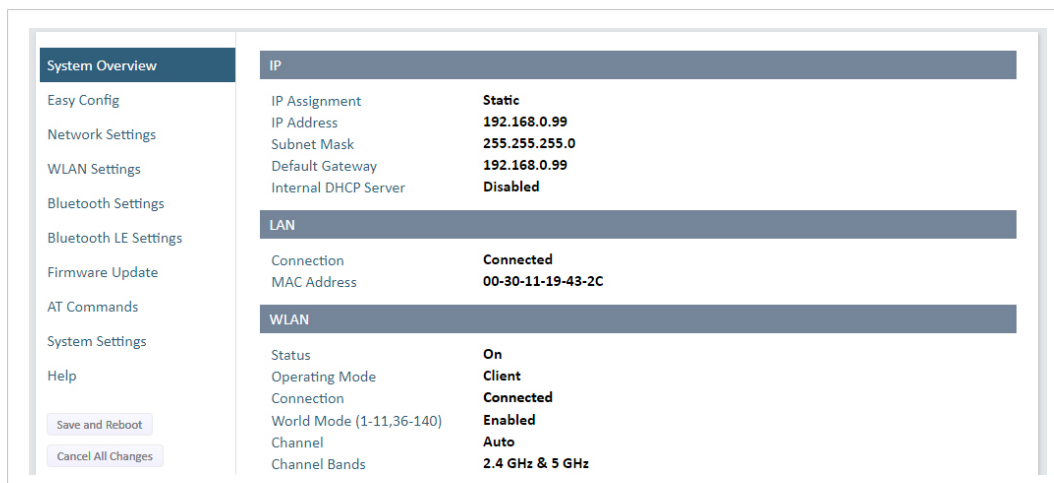 System Overview
Easy Config
Network Settings
WLAN Settings
Bluetooth Settings
Bluetooth LE Settings
Firmware Update
AT Commands
System Settings
Help
Save and Reboot
Cancel All Changes
IP
IP Assignment Static
IP Address 192.168.0.99
Subnet Mask 255.255.255.0
Default Gateway 192.168.0.99
Internal DHCP Server Disabled
LAN
Connection Connected
MAC Address 00-30-11-19-43-2C
WLAN
Status On
Operating Mode Client
Connection Connected
World Mode (1-11,36-140) Enabled
Channel Auto
Channel Bands 2.4 GHz & 5 GHz